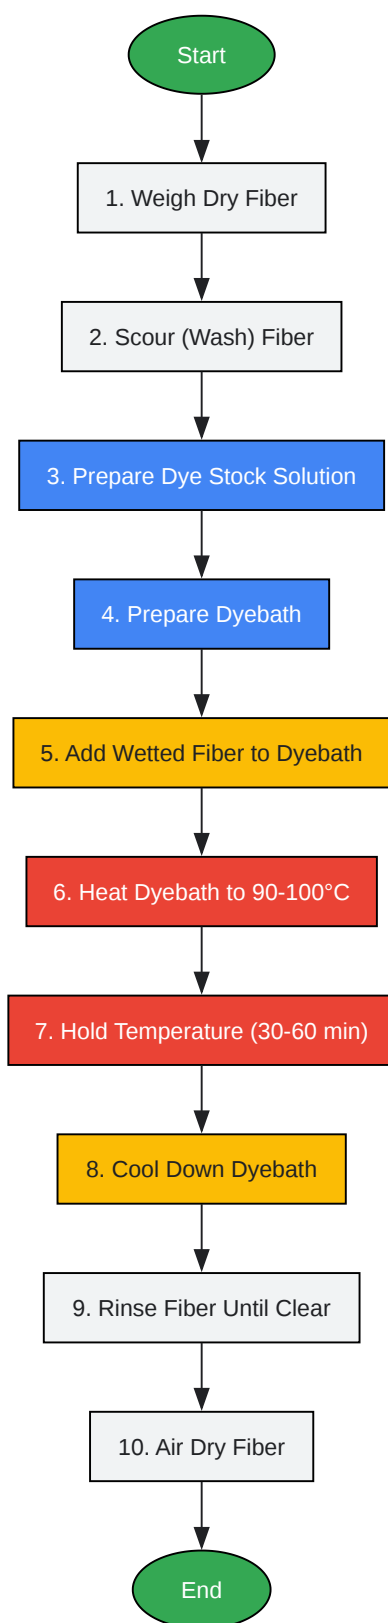 Start
1. Weigh Dry Fiber
2. Scour (Wash) Fiber
3. Prepare Dye Stock Solution
4. Prepare Dyebath
5. Add Wetted Fiber to Dyebath
6. Heat Dyebath to 90-100°C
7. Hold Temperature (30-60 min)
8. Cool Down Dyebath
9. Rinse Fiber Until Clear
10. Air Dry Fiber
End